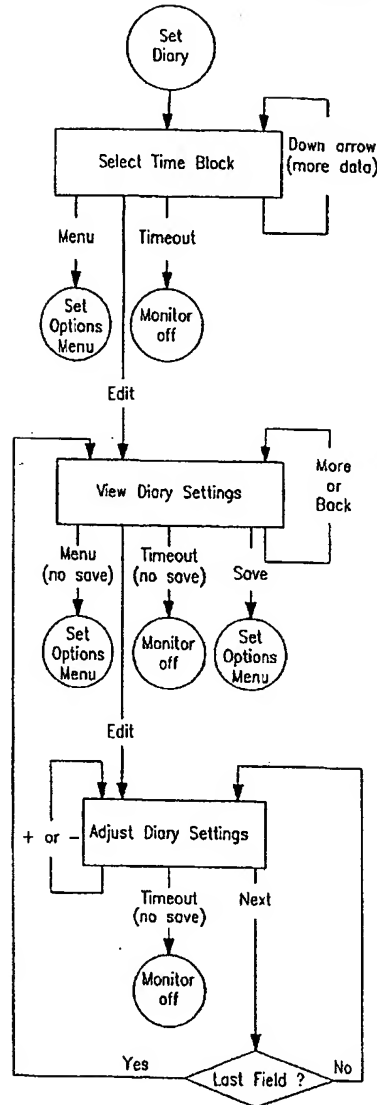 Set
Diary
Select Time Block
Down arrow
(more data)
Menu
Timeout
Set
Options
Menu
Monitor
off
Edit
View Diary Settings
More
or
Back
Menu
(no save)
Timeout
(no save)
Save
Set
Options
Menu
Monitor
off
Set
Options
Menu
Edit
+ or -
Adjust Diary Settings
Timeout
(no save)
Next
Monitor
off
Yes
Last Field ?
No